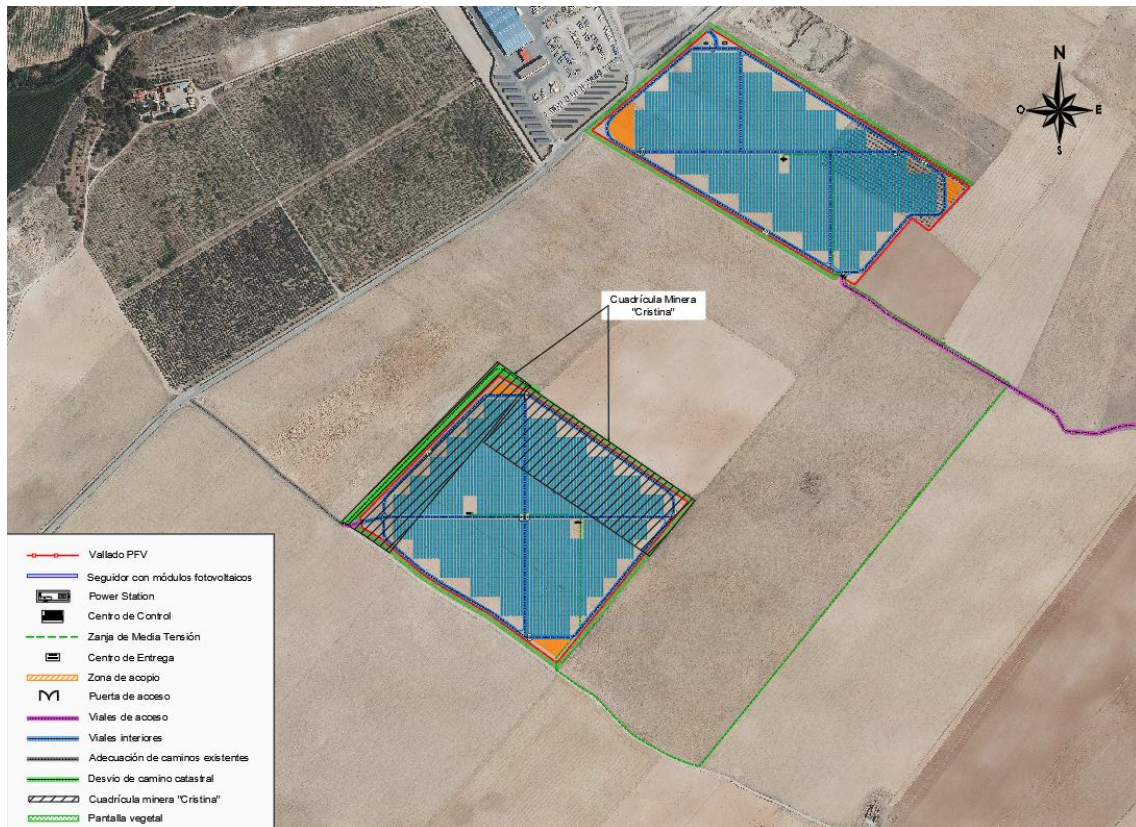 N
O
E
S
Cuadrícula Minera
"Cristina"
Vallado PFV
Seguidor con módulos fotovoltaicos
Power Station
Centro de Control
Zanja de Media Tensión
Centro de Entrega
Zona de acopio
Puerta de acceso
Viales de acceso
Viales interiores
Adecuación de caminos existentes
Desvío de camino catastral
Cuadrícula minera "Cristina"
Pantalla vegetal